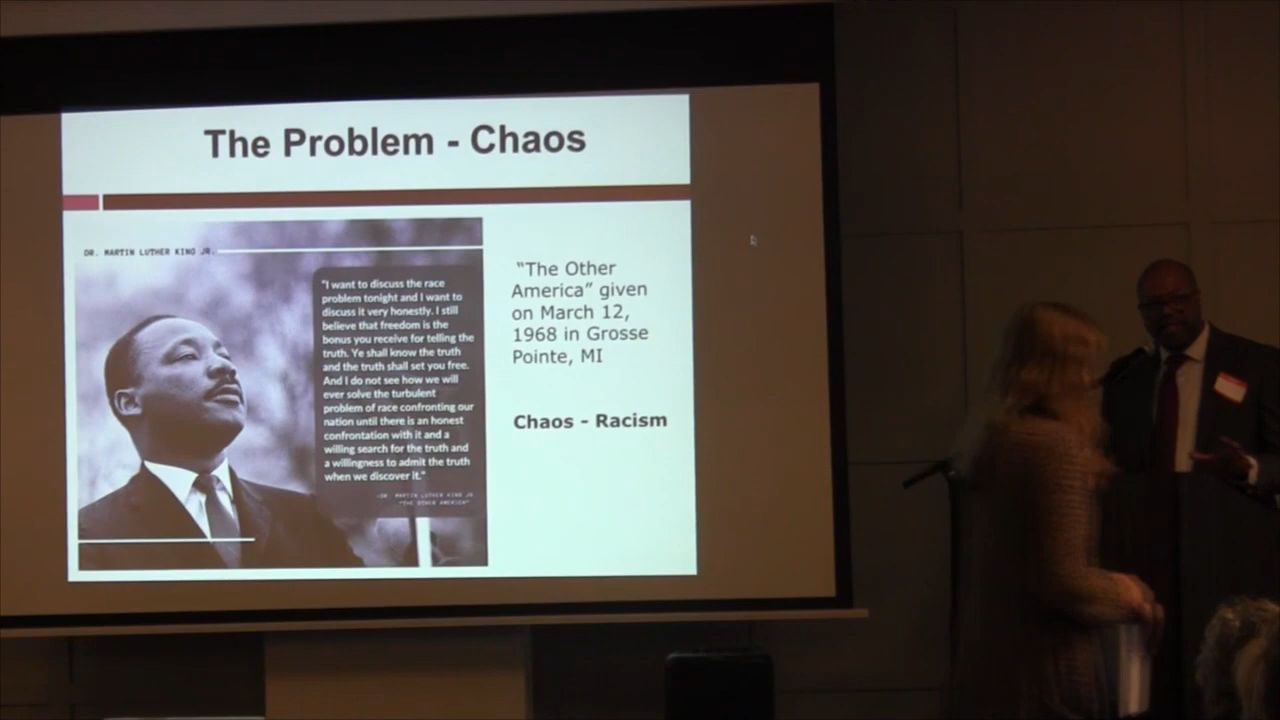 The Problem - Chaos
DR. MARTIN LUTHER KING JR.
"I want to discuss the race
problem tonight and I want to
discuss it very honestly. I still
believe that freedom is the
bonus you receive for telling the
truth. Ye shall know the truth
and the truth shall set you free.
And I do not see how we will
ever solve the turbulent
problem of race confronting our
nation until there is an honest
confrontation with it and a
willing search for the truth and
a willingness to admit the truth
when we discover it."
-DR. MARTIN LUTHER KING JR.
"THE OTHER AMERICA"
“The Other
America” given
on March 12,
1968 in Grosse
Pointe, MI
Chaos - Racism